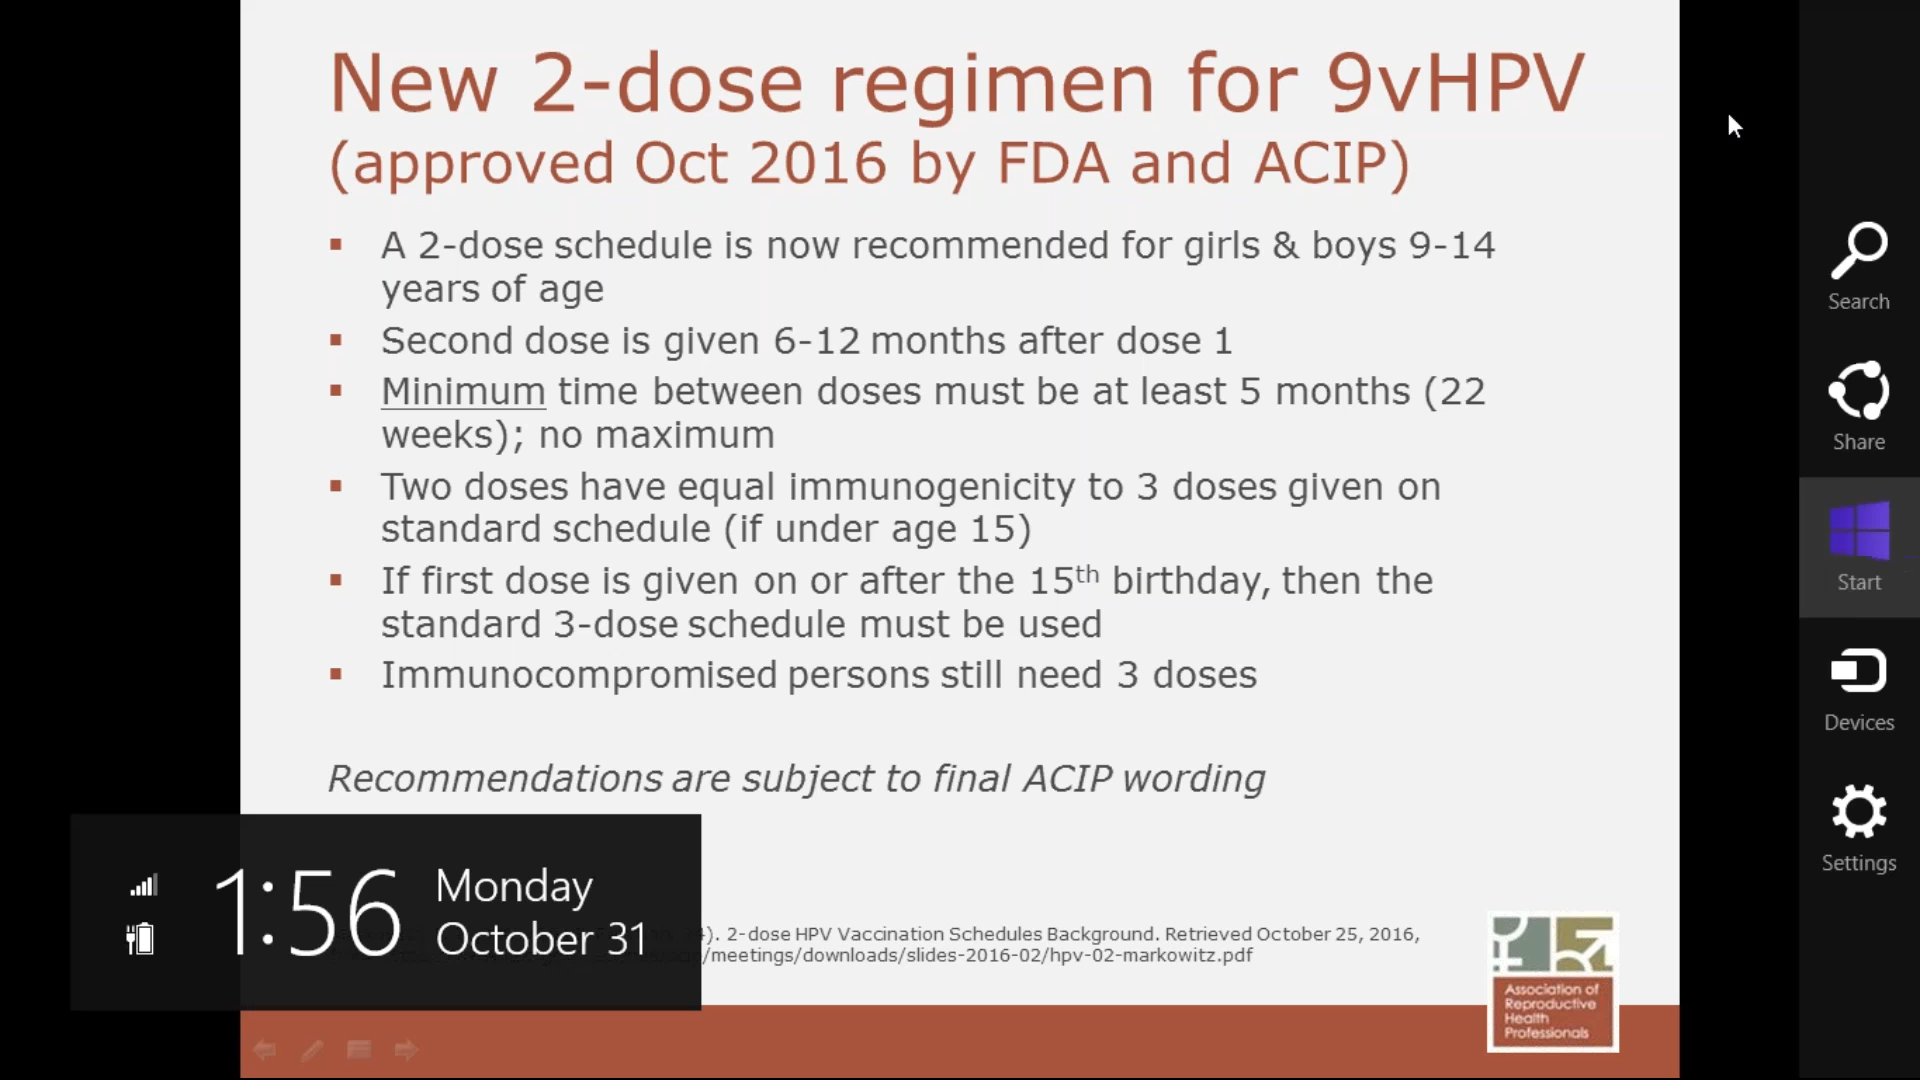 New 2-dose regimen for 9vHPV
(approved Oct 2016 by FDA and ACIP)
▪ A 2-dose schedule is now recommended for girls & boys 9-14
years of age
▪ Second dose is given 6-12 months after dose 1
▪ Minimum time between doses must be at least 5 months (22
weeks); no maximum
▪ Two doses have equal immunogenicity to 3 doses given on
standard schedule (if under age 15)
▪ If first dose is given on or after the 15th birthday, then the
standard 3-dose schedule must be used
▪ Immunocompromised persons still need 3 doses
Recommendations are subject to final ACIP wording
). 2-dose HPV Vaccination Schedules Background. Retrieved October 25, 2016,
/meetings/downloads/slides-2016-02/hpv-02-markowitz.pdf
1:56
Monday
October 31
Association of
Reproductive
Health
Professionals
Search
Share
Start
Devices
Settings